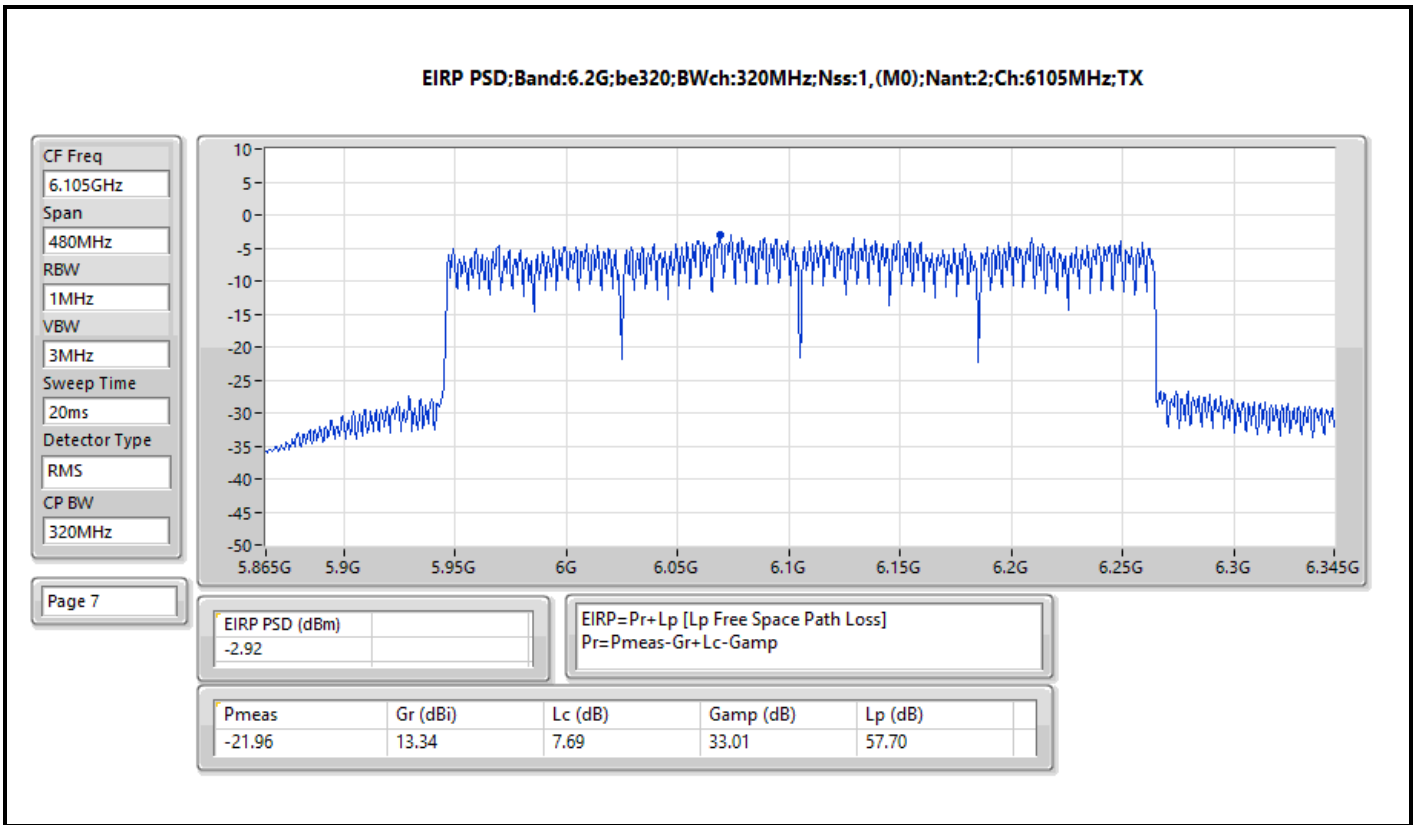 EIRP PSD;Band:6.2G;be320;BWch:320MHz;Nss:1,(M0);Nant:2;Ch:6105MHz;TX
CF Freq
6.105GHz
Span
480MHz
RBW
1MHz
VBW
3MHz
Sweep Time
20ms
Detector Type
RMS
CP BW
320MHz
Page 7
10
5
0
-5
-10
-15
-20
-25
-30
-35
-40
-45
-50
5.865G 5.9G 5.95G 6G 6.05G 6.1G 6.15G 6.2G 6.25G 6.3G 6.345G
EIRP PSD (dBm)
-2.92
EIRP=Pr+Lp [Lp Free Space Path Loss]
Pr=Pmeas-Gr+Lc-Gamp
Pmeas Gr (dBi) Lc (dB) Gamp (dB) Lp (dB)
-21.96 13.34 7.69 33.01 57.70